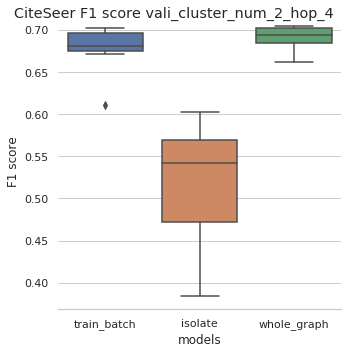 CiteSeer F1 score vali_cluster_num_2_hop_4
0.70
0.65
0.60
0.55
0.50
0.45
0.40
F1 score
train_batch isolate whole_graph
models